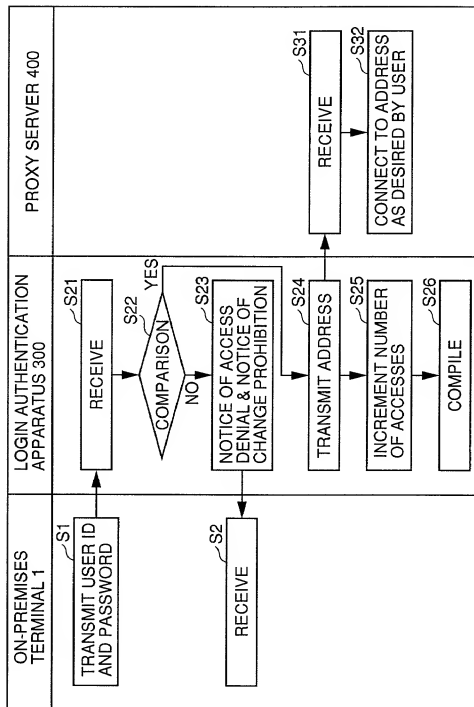 ON-PREMISES
TERMINAL 1
LOGIN AUTHENTICATION
APPARATUS 300
PROXY SERVER 400
S1
TRANSMIT USER ID
AND PASSWORD
S21
RECEIVE
S22
COMPARISON
YES
NO
S23
NOTICE OF ACCESS
DENIAL & NOTICE OF
CHANGE PROHIBITION
S2
RECEIVE
S24
TRANSMIT ADDRESS
S31
RECEIVE
S25
INCREMENT NUMBER
OF ACCESSES
S32
CONNECT TO ADDRESS
AS DESIRED BY USER
S26
COMPILE